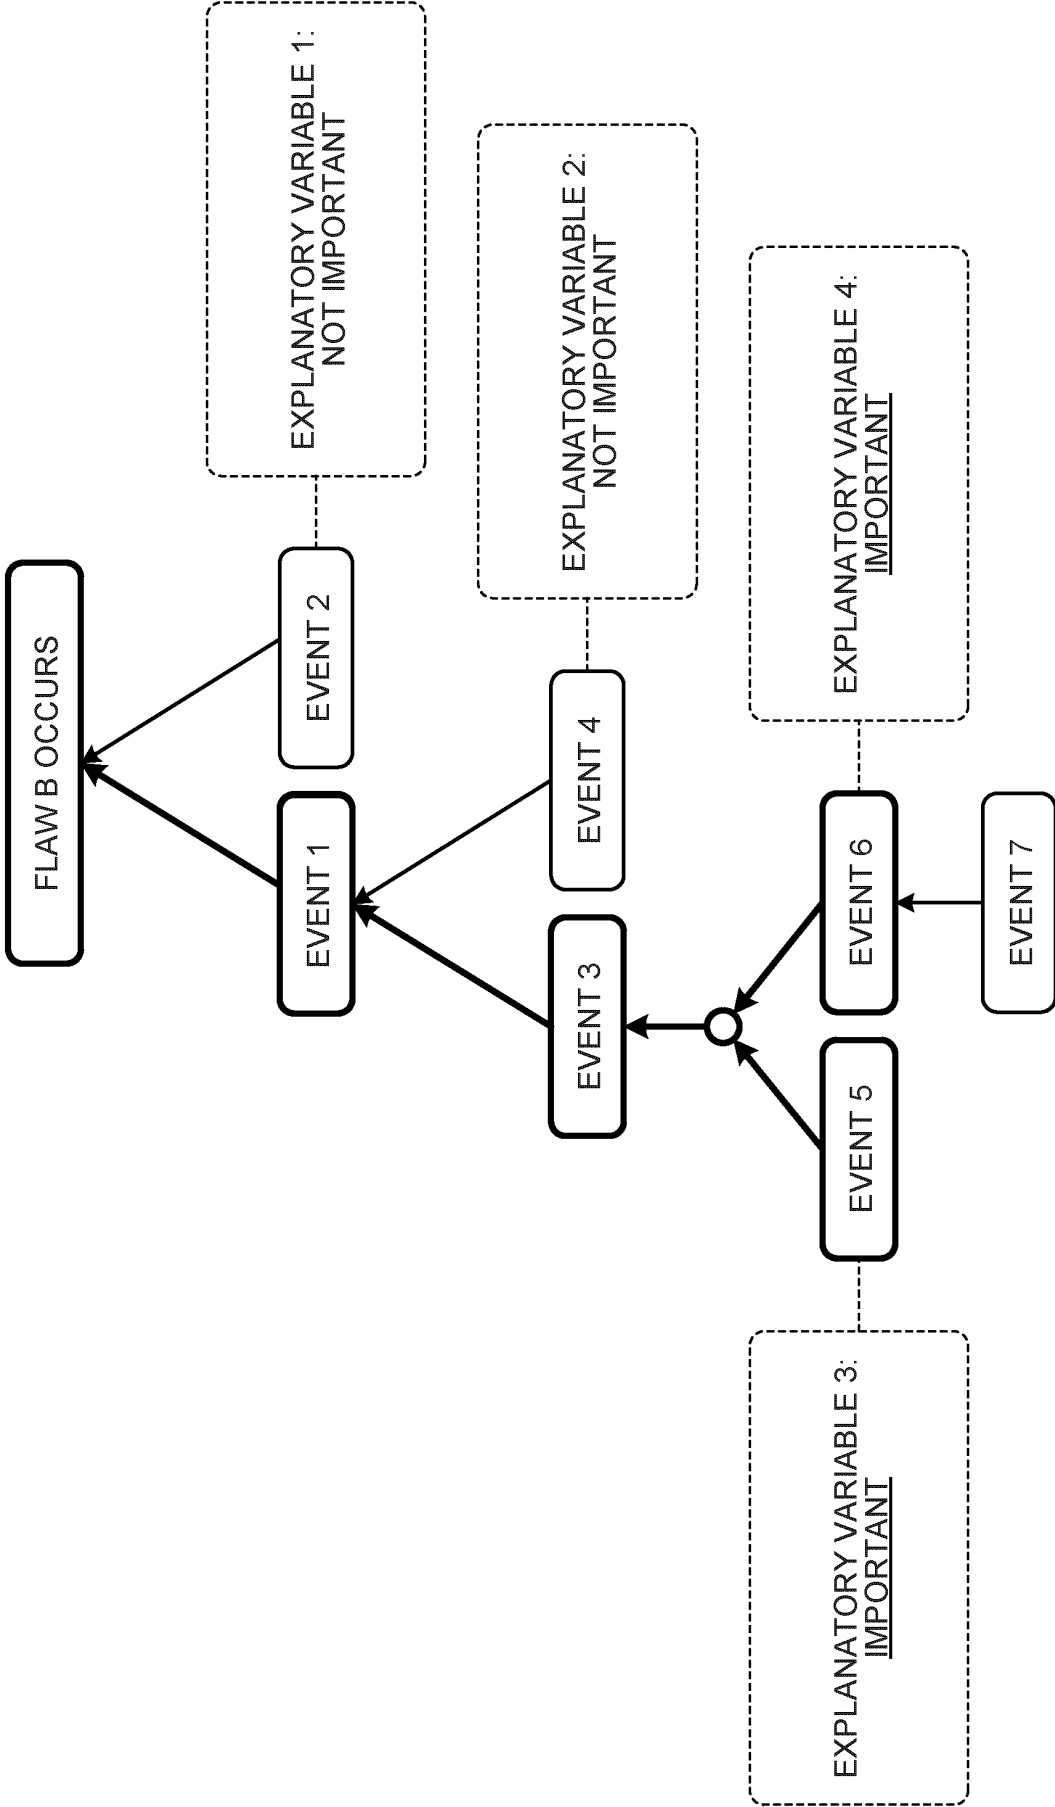 FLAW B OCCURS
EVENT 1
EVENT 2
EXPLANATORY VARIABLE 1:
NOT IMPORTANT
EVENT 3
EVENT 4
EXPLANATORY VARIABLE 2:
NOT IMPORTANT
EXPLANATORY VARIABLE 3:
IMPORTANT
EVENT 5
EVENT 6
EXPLANATORY VARIABLE 4:
IMPORTANT
EVENT 7